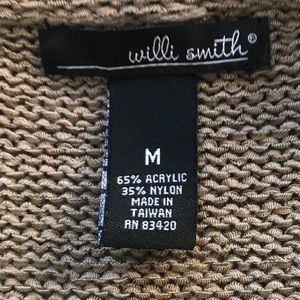 willi smith®
M
65% ACRYLIC
35% NYLON
MADE IN
TAIWAN
RN 83420